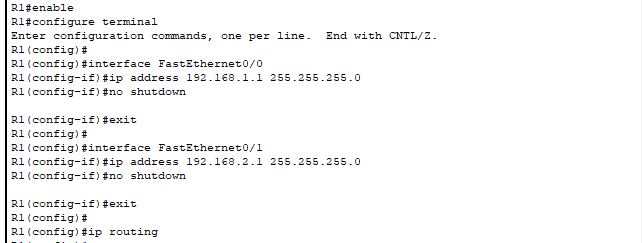 R1#enable
R1#configure terminal
Enter configuration commands, one per line.  End with CNTL/Z.
R1(config)#
R1(config)#interface FastEthernet0/0
R1(config-if)#ip address 192.168.1.1 255.255.255.0
R1(config-if)#no shutdown
R1(config-if)#exit
R1(config)#
R1(config)#interface FastEthernet0/1
R1(config-if)#ip address 192.168.2.1 255.255.255.0
R1(config-if)#no shutdown
R1(config-if)#exit
R1(config)#
R1(config)#ip routing